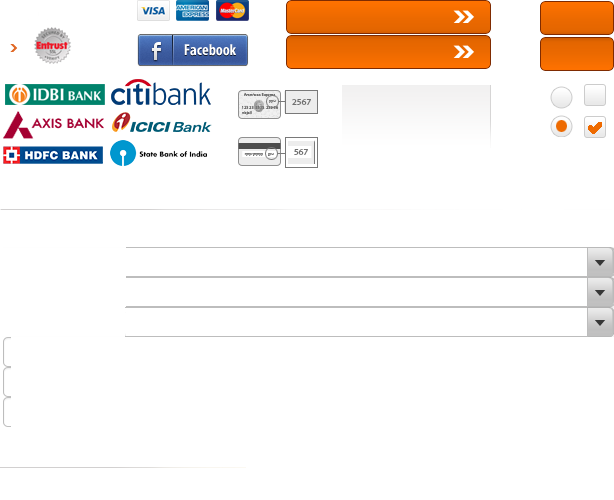 VISA
AMERICAN EXPRESS
MasterCard
Entrust
Facebook
IDBI BANK
citibank
AXIS BANK
ICICI Bank
HDFC BANK
State Bank of India
American Express
2567
567